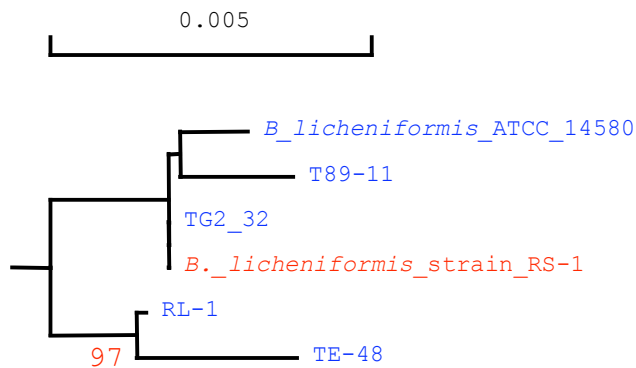 0.005
B_licheniformis_ATCC_14580
T89-11
TG2_32
B._licheniformis_strain_RS-1
RL-1
97
TE-48